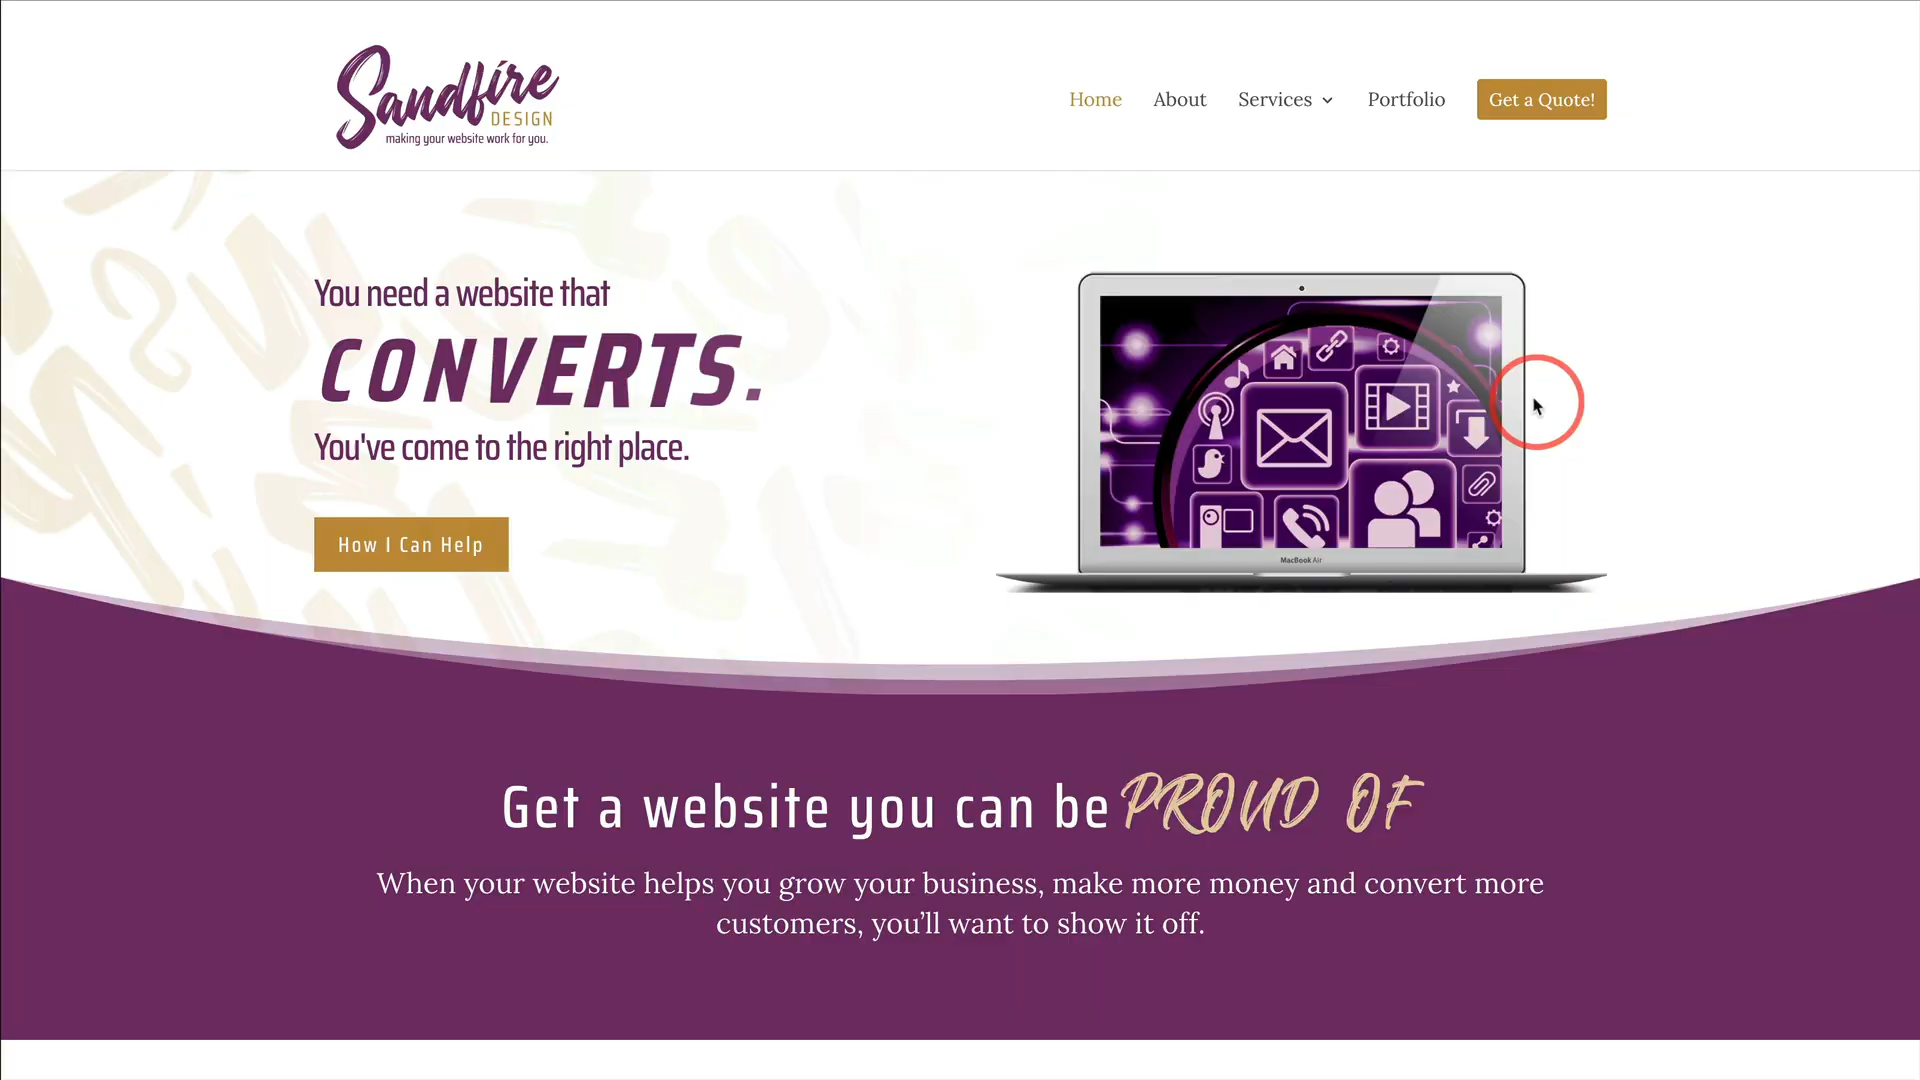 Sandfire
DESIGN
making your website work for you.
Home About Services Portfolio Get a Quote!
You need a website that
CONVERTS.
You've come to the right place.
How I Can Help
MacBook Air
Get a website you can be PROUD OF
When your website helps you grow your business, make more money and convert more
customers, you’ll want to show it off.